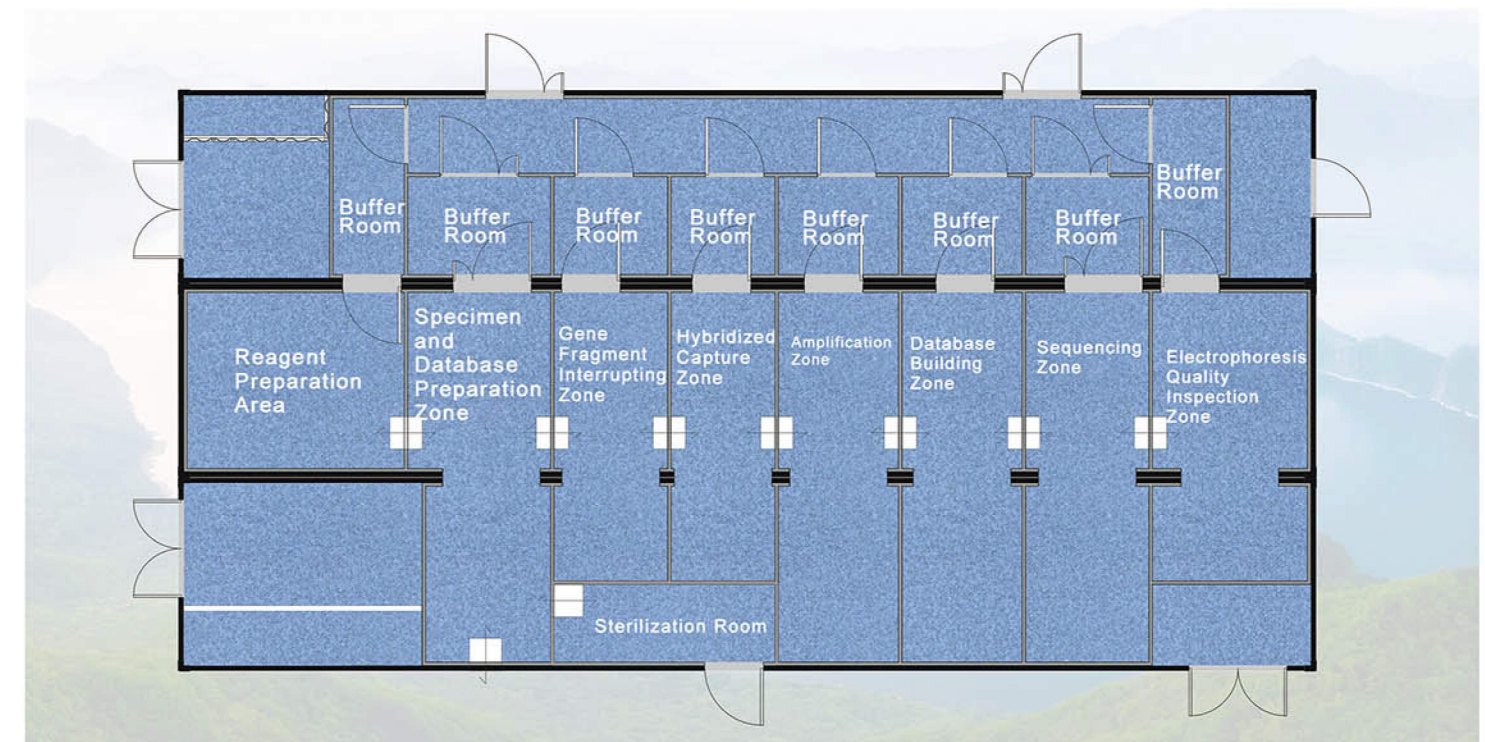 Buffer
Room
Buffer
Room
Buffer
Room
Buffer
Room
Buffer
Room
Buffer
Room
Buffer
Room
Buffer
Room
Reagent
Preparation
Area
Specimen
and
Database
Preparation
Zone
Gene
Fragment
Interrupting
Zone
Hybridized
Capture
Zone
Amplification
Zone
Database
Building
Zone
Sequencing
Zone
Electrophoresis
Quality
Inspection
Zone
Sterilization Room